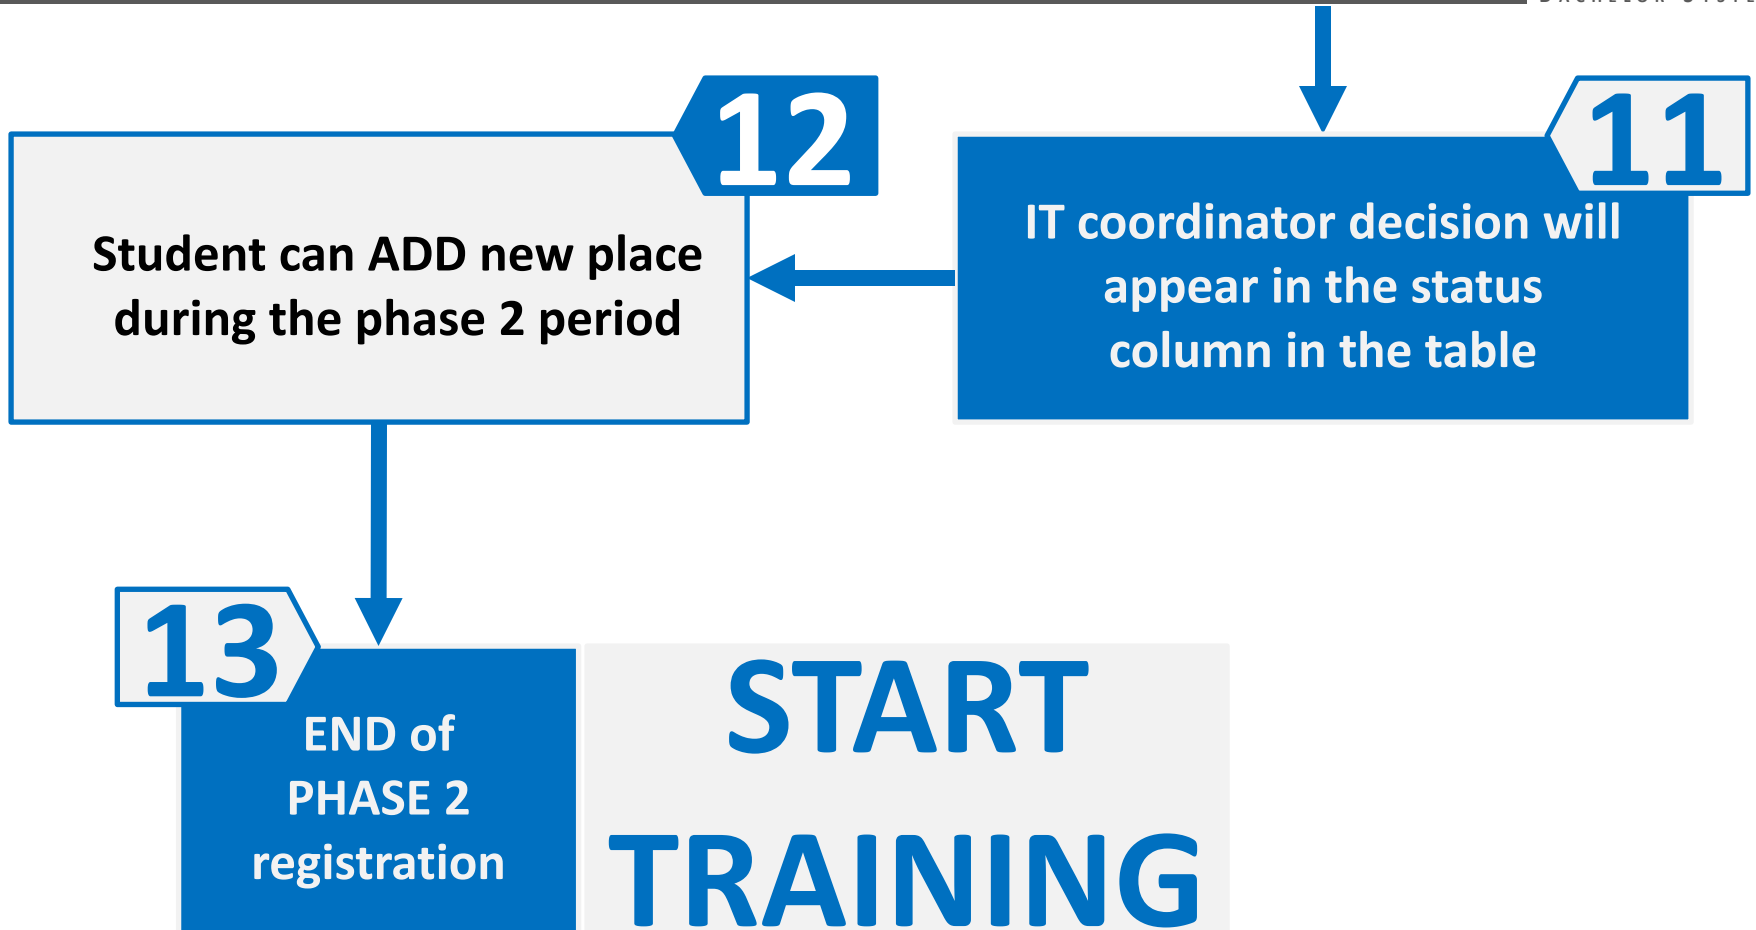 11
IT coordinator decision will
appear in the status
column in the table
12
Student can ADD new place
during the phase 2 period
13
END of
PHASE 2
registration
START
TRAINING